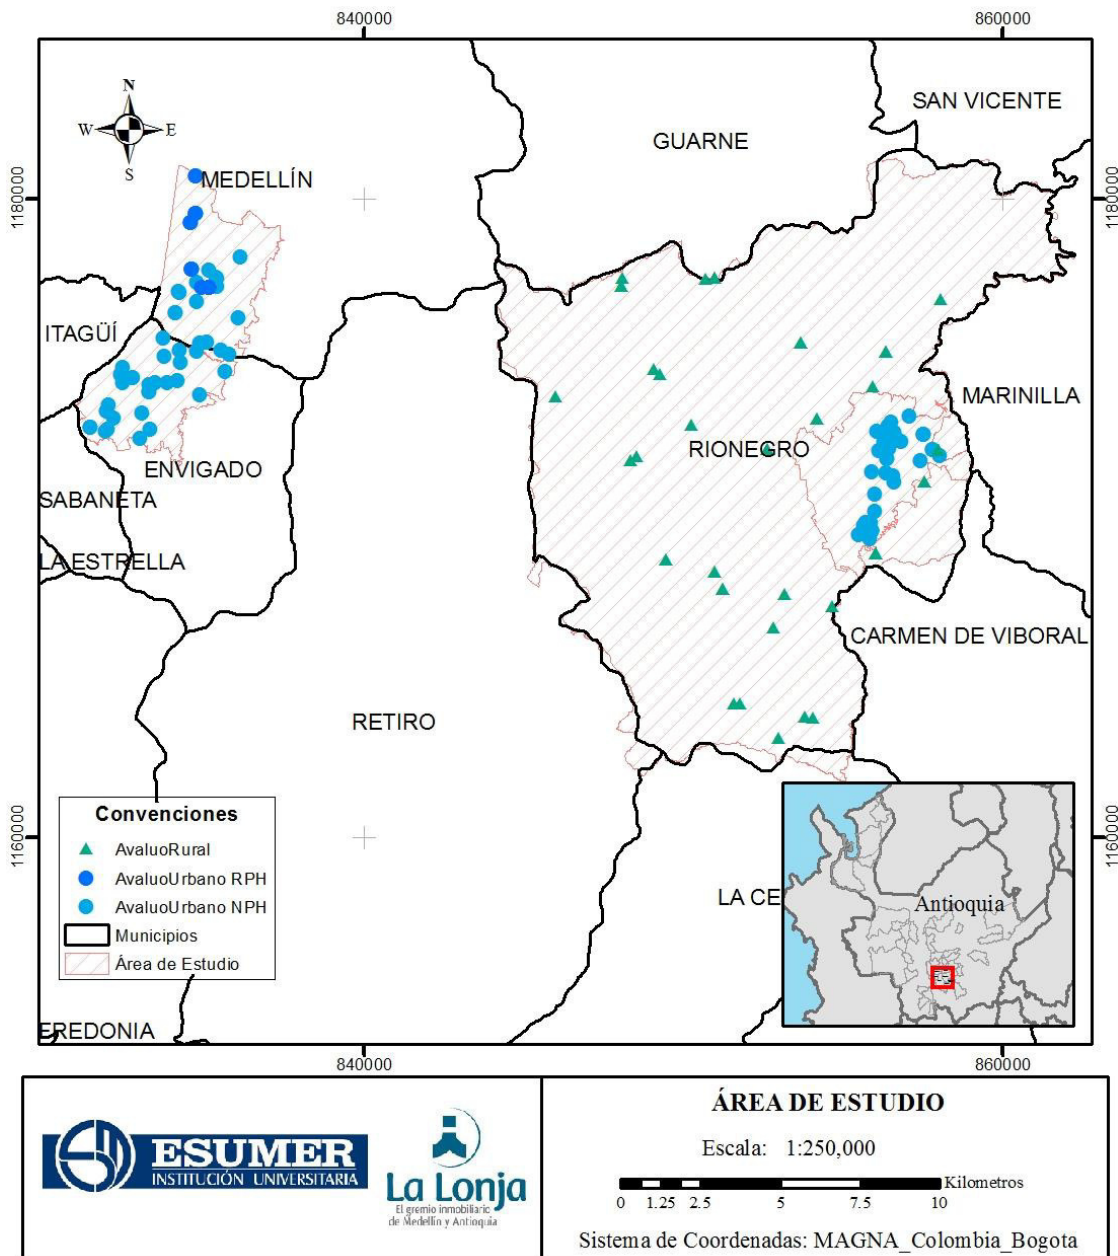 840000
860000
N
W
E
S
SAN VICENTE
GUARNE
MEDELLÍN
1180000
1180000
ITAGÜÍ
MARINILLA
RIONEGRO
ENVIGADO
SABANETA
LA ESTRELLA
CARMEN DE VIBORAL
RETIRO
Convenciones
AvaluoRural
AvaluoUrbano RPH
AvaluoUrbano NPH
Municipios
Área de Estudio
1160000
1160000
LA CE
Antioquia
EREDONIA
840000
860000
ESUMER
INSTITUCIÓN UNIVERSITARIA
La Lonja
El gremio inmobiliario
de Medellín y Antioquia
ÁREA DE ESTUDIO
Escala: 1:250,000
Kilometros
0 1.25 2.5 5 7.5 10
Sistema de Coordenadas: MAGNA_Colombia_Bogota